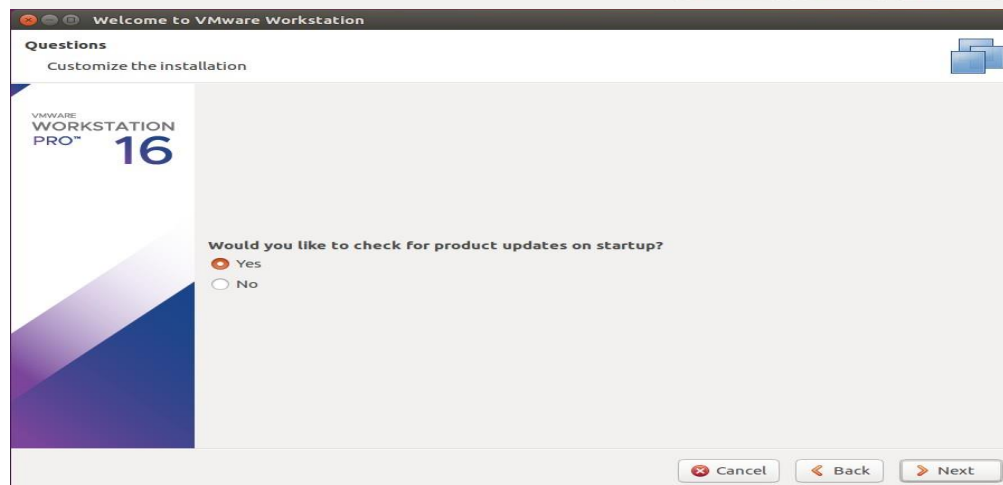 Welcome to VMware Workstation
Questions
Customize the installation
VMWARE
WORKSTATION
PRO™ 16
Would you like to check for product updates on startup?
Yes
No
Cancel
Back
Next